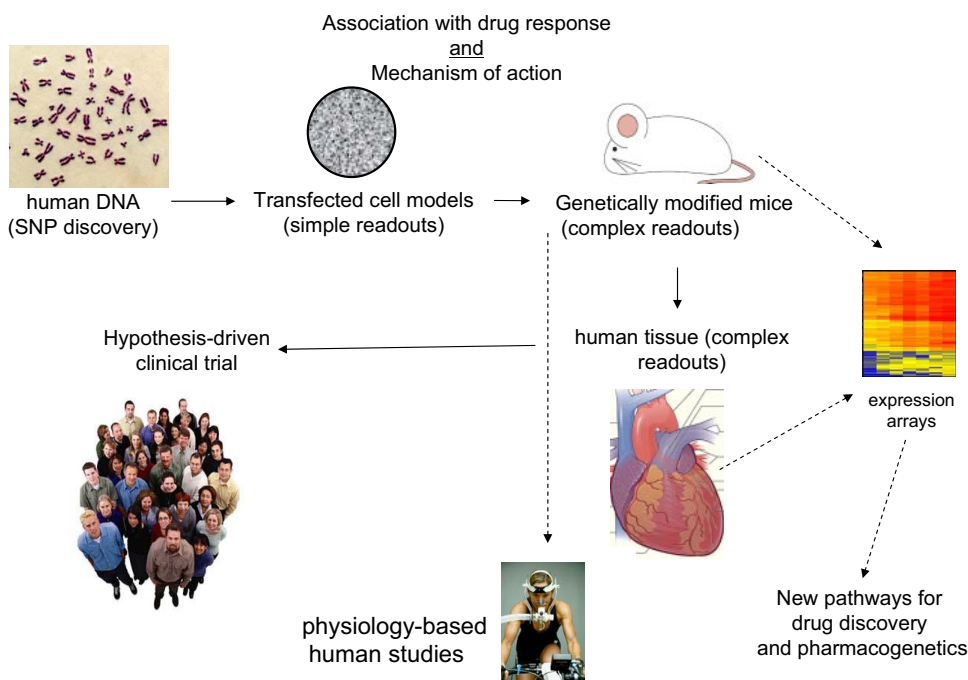 Association with drug response
and
Mechanism of action
human DNA
(SNP discovery)
Transfected cell models
(simple readouts)
Genetically modified mice
(complex readouts)
Hypothesis-driven
clinical trial
human tissue (complex
readouts)
expression
arrays
physiology-based
human studies
New pathways for
drug discovery
and pharmacogenetics